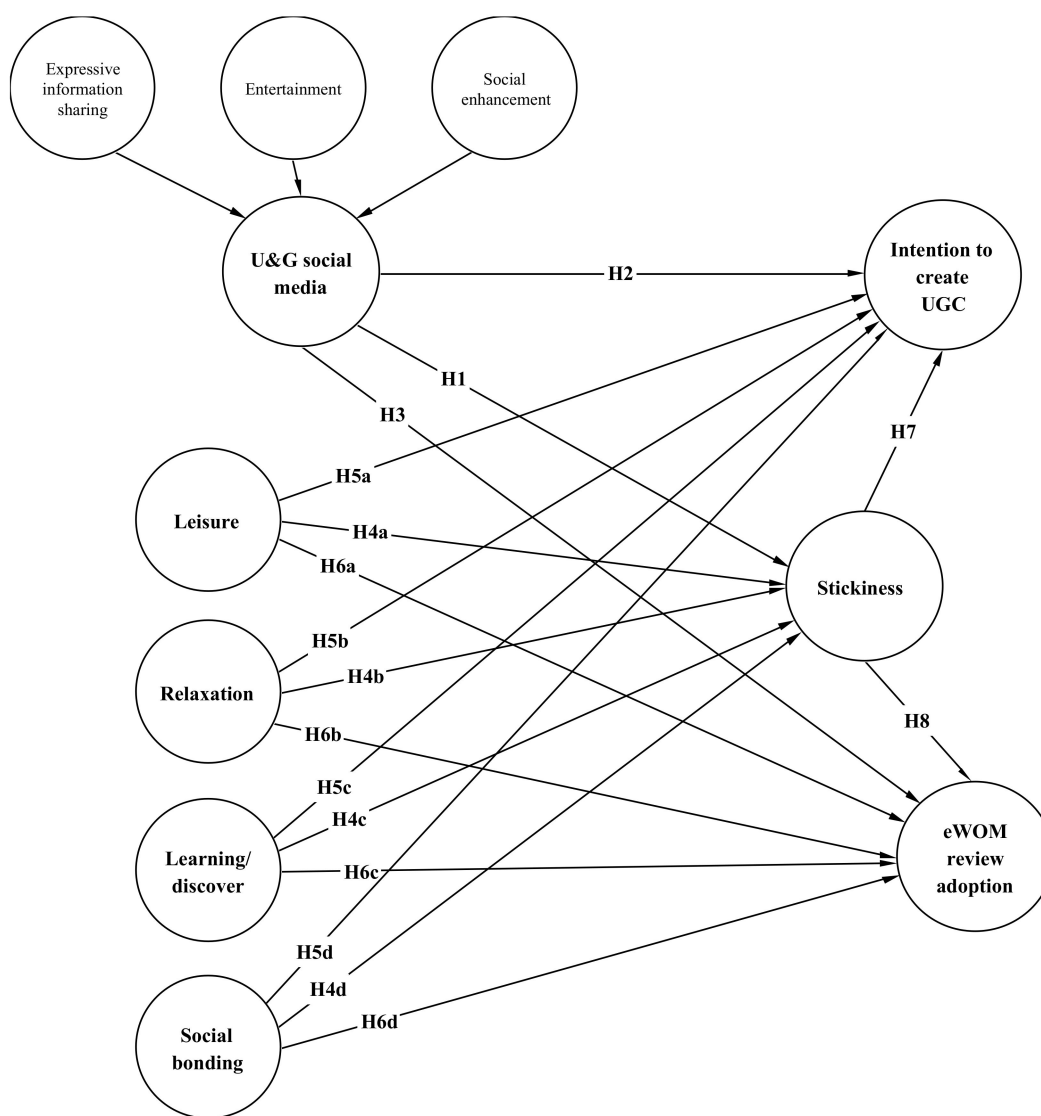 Expressive
information
sharing
Entertainment
Social
enhancement
U&G social
media
H2
Intention to
create
UGC
H1
H3
H7
Leisure
H5a
H4a
H6a
Stickiness
Relaxation
H5b
H4b
H6b
H8
Learning/
discover
H5c
H4c
H6c
eWOM
review
adoption
Social
bonding
H5d
H4d
H6d